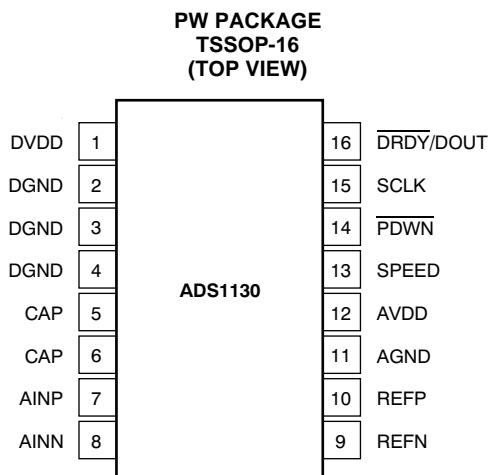 PW PACKAGE
TSSOP-16
(TOP VIEW)
DVDD 1 16 DRDY/DOUT
DGND 2 15 SCLK
DGND 3 14 PDWN
DGND 4 13 SPEED
ADS1130
CAP 5 12 AVDD
CAP 6 11 AGND
AINP 7 10 REFP
AINN 8 9 REFN